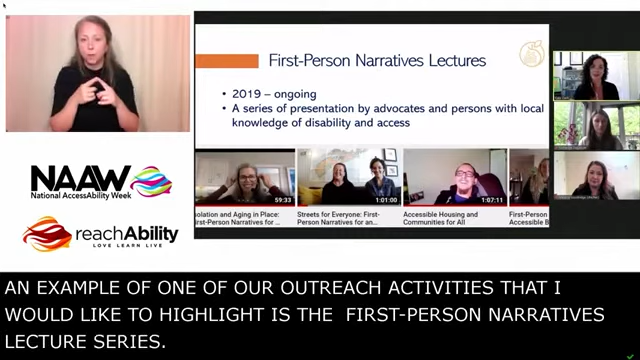 First-Person Narratives Lectures
• 2019 – ongoing
• A series of presentation by advocates and persons with local
knowledge of disability and access
59:33
1:01:00
1:07:11
solation and Aging in Place:
st-Person Narratives for ...
Streets for Everyone: First-
Person Narratives for an...
Accessible Housing and
Communities for All
First-Person
Accessible B
NAAW
National AccessAbility Week
reachAbility
LOVE LEARN LIVE
AN EXAMPLE OF ONE OF OUR OUTREACH ACTIVITIES THAT I
WOULD LIKE TO HIGHLIGHT IS THE FIRST-PERSON NARRATIVES
LECTURE SERIES.